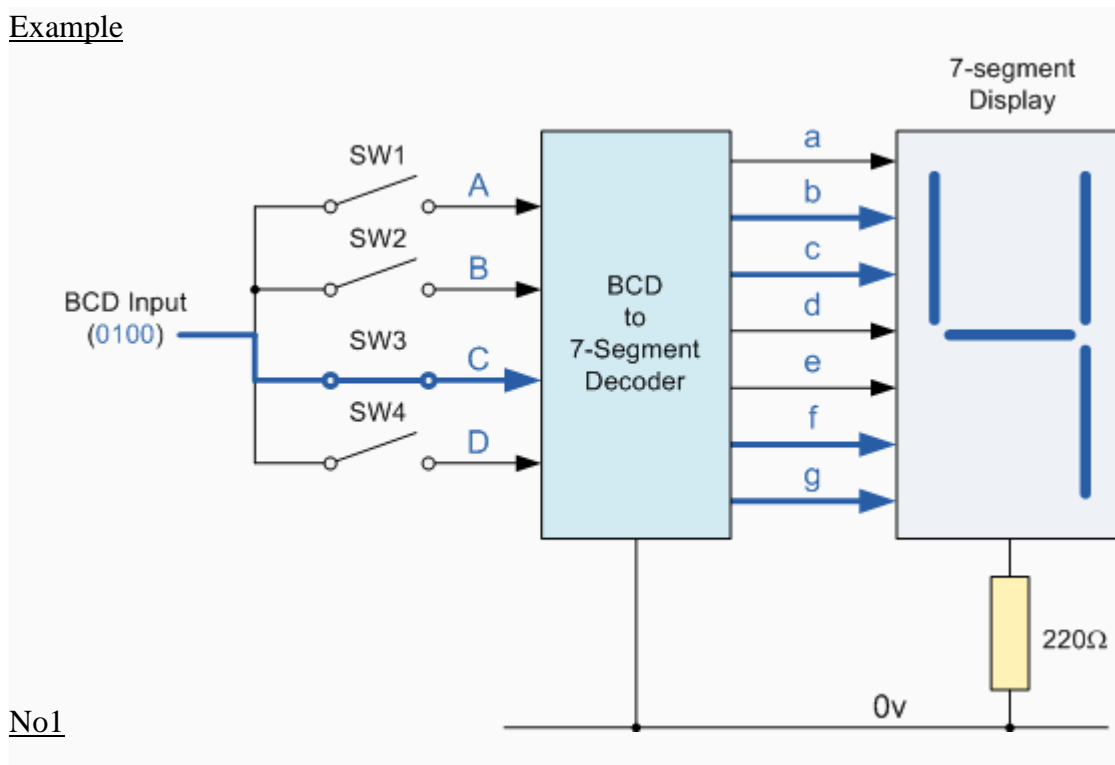 Example
7-segment
Display
SW1
A
a
b
SW2
B
c
BCD Input
(0100)
BCD
to
7-Segment
Decoder
d
SW3
C
e
SW4
D
f
g
220Ω
0v
No1